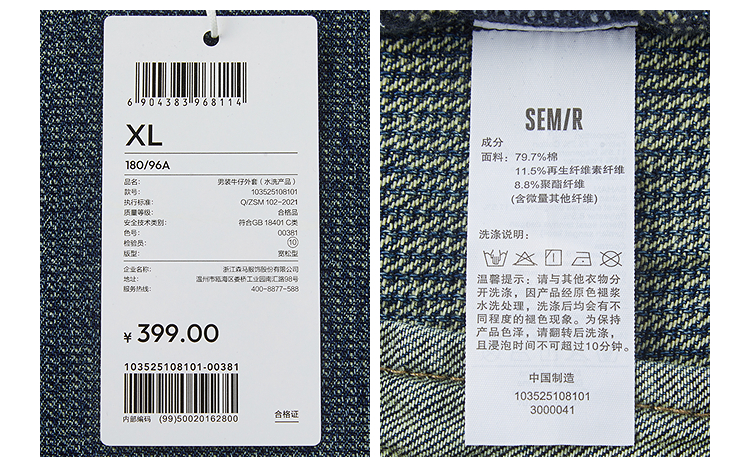 6 904383 968114
XL
180/96A
品名: 男装牛仔外套（水洗产品）
款号: 103525108101
执行标准: Q/ZSM 102-2021
质量等级: 合格品
安全技术类别: 符合GB 18401 C类
色号: 00381
检验员: 10
版型: 宽松型
企业名称: 浙江森马服饰股份有限公司
地址: 温州市瓯海区娄桥工业园南汇路98号
服务热线: 400-8877-588
¥ 399.00
103525108101-00381
内部编码 (99)50020162800
合格证
SEM/R
成分
面料: 79.7%棉
11.5%再生纤维素纤维
8.8%聚酯纤维
(含微量其他纤维)
洗涤说明:
温馨提示: 请与其他衣物分
开洗涤, 因产品经原色褪浆
水洗处理, 洗涤后均会有不
同程度的褪色现象。为保持
产品色泽, 请翻转后洗涤,
且浸泡时间不可超过10分钟。
中国制造
103525108101
3000041